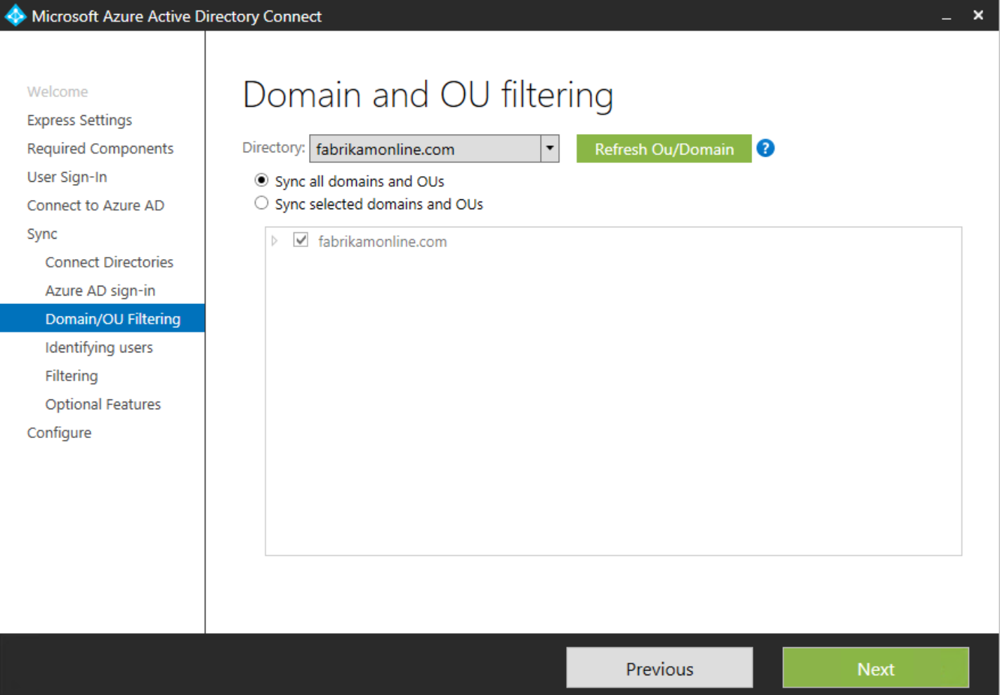 Microsoft Azure Active Directory Connect
Welcome
Express Settings
Required Components
User Sign-In
Connect to Azure AD
Sync
Connect Directories
Azure AD sign-in
Domain/OU Filtering
Identifying users
Filtering
Optional Features
Configure
Domain and OU filtering
Directory: fabrikamonline.com Refresh Ou/Domain ?
Sync all domains and OUs
Sync selected domains and OUs
fabrikamonline.com
Previous Next